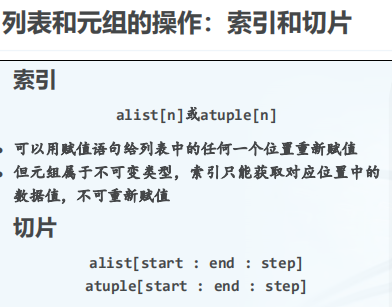 列表和元组的操作：索引和切片
索引
alist[n]或atuple[n]
• 可以用赋值语句给列表中的任何一个位置重新赋值
• 但元组属于不可变类型，索引只能获取对应位置中的
数据值，不可重新赋值
切片
alist[start : end : step]
atuple[start : end : step]